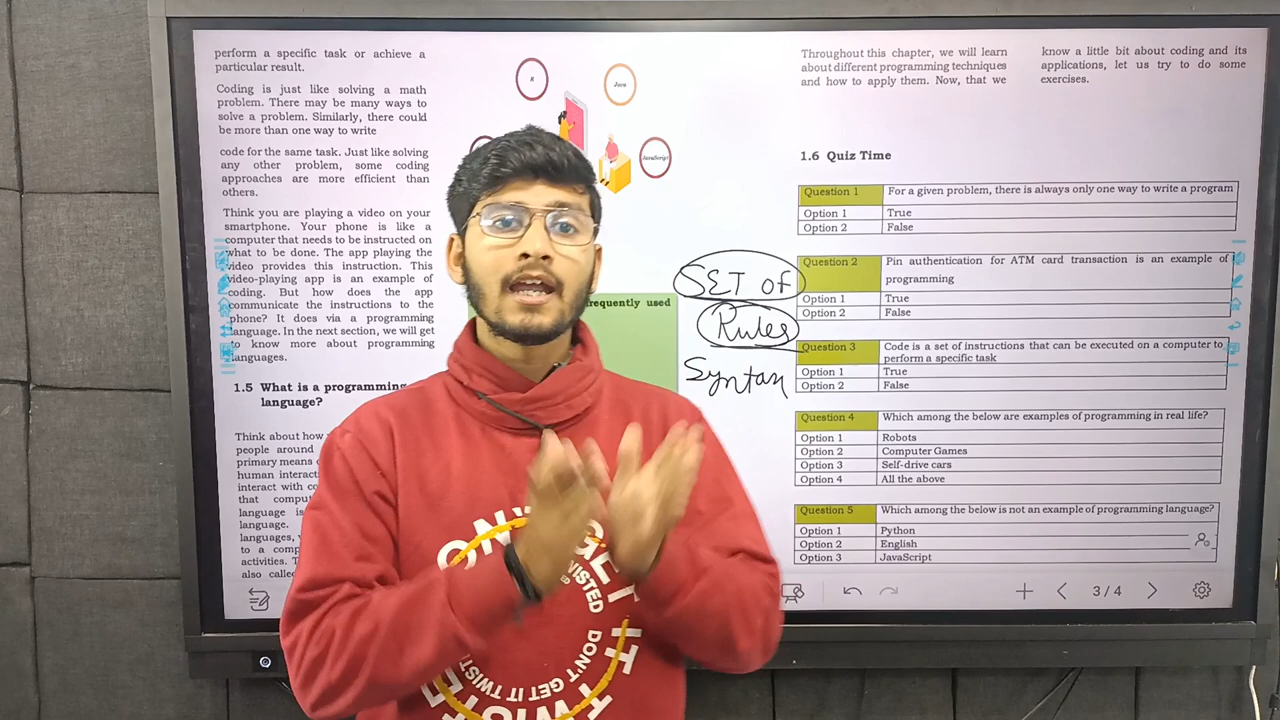 perform a specific task or achieve a
particular result.
Coding is just like solving a math
problem. There may be many ways to
solve a problem. Similarly, there could
be more than one way to write
code for the same task. Just like solving
any other problem, some coding
approaches are more efficient than
others.
Think you are playing a video on your
smartphone. Your phone is like a
computer that needs to be instructed on
what to be done. The app playing the
video provides this instruction. This
video-playing app is an example of
coding. But how does the app
communicate the instructions to the
phone? It does via a programming
language. In the next section, we will get
to know more about programming
languages.
1.5 What is a programming
language?
Think about how
people around
primary means
human interact
interact with
that
language is
language.
languages,
to a comp
activities.
also called
R
Java
JavaScript
frequently used
SET OF
Rules
Syntax
Throughout this chapter, we will learn
about different programming techniques
and how to apply them. Now, that we
know a little bit about coding and its
applications, let us try to do some
exercises.
1.6 Quiz Time
Question 1 For a given problem, there is always only one way to write a program
Option 1 True
Option 2 False
Question 2 Pin authentication for ATM card transaction is an example of
programming
Option 1 True
Option 2 False
Question 3 Code is a set of instructions that can be executed on a computer to
perform a specific task
Option 1 True
Option 2 False
Question 4 Which among the below are examples of programming in real life?
Option 1 Robots
Option 2 Computer Games
Option 3 Self-drive cars
Option 4 All the above
Question 5 Which among the below is not an example of programming language?
Option 1 Python
Option 2 English
Option 3 JavaScript
3/4
DON'T GET IT TWISTED
DON'T GET IT TWIST